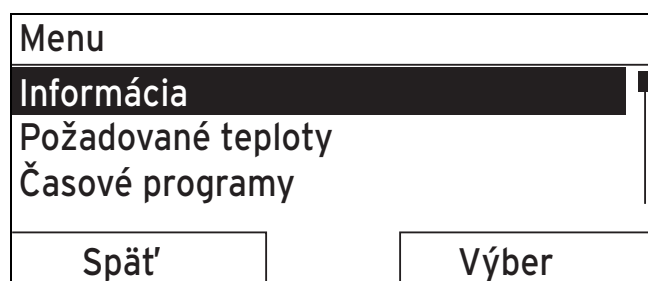 Menu
Informácia
Požadované teploty
Časové programy
Späť Výber